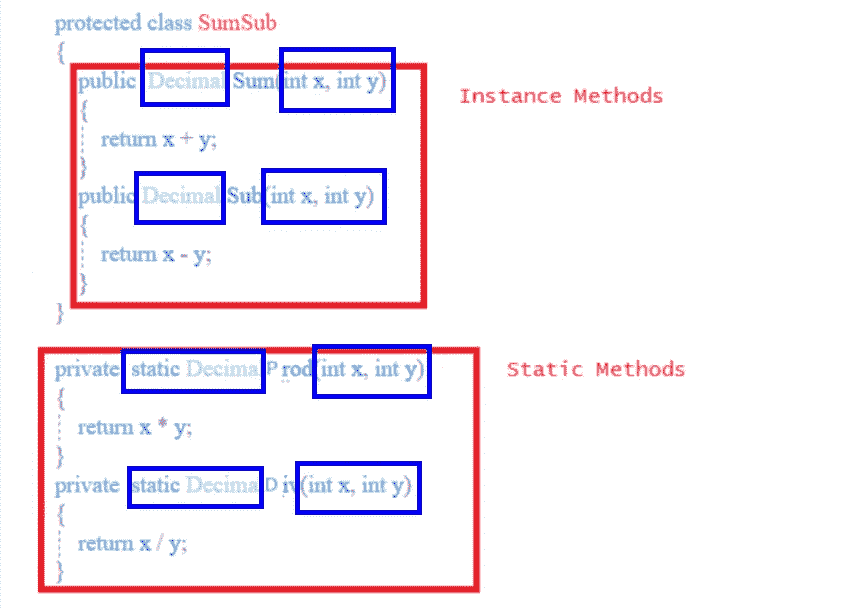 protected class SumSub
{
public Decimal Sum(int x, int y)
Instance Methods
{
return x + y;
}
public Decimal Sub(int x, int y)
{
return x - y;
}
}
private static Decimal Prod(int x, int y)
Static Methods
{
return x * y;
}
private static Decimal Div(int x, int y)
{
return x / y;
}